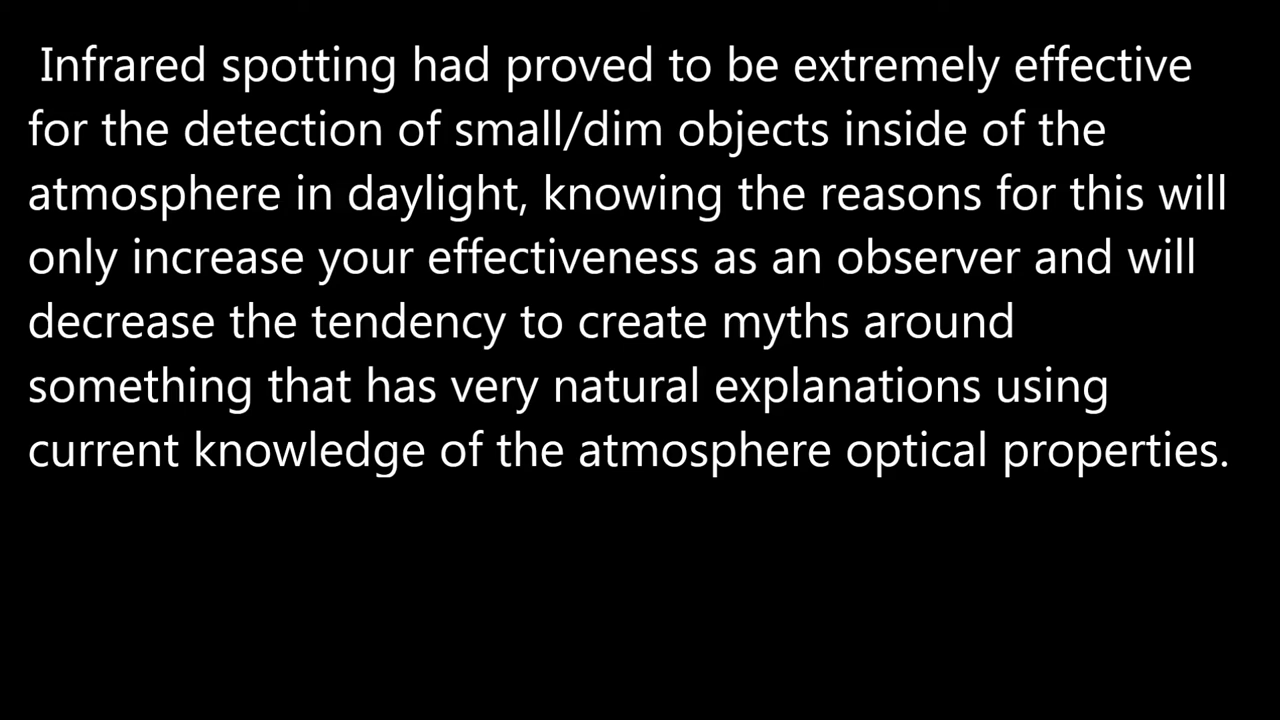 Infrared spotting had proved to be extremely effective
for the detection of small/dim objects inside of the
atmosphere in daylight, knowing the reasons for this will
only increase your effectiveness as an observer and will
decrease the tendency to create myths around
something that has very natural explanations using
current knowledge of the atmosphere optical properties.